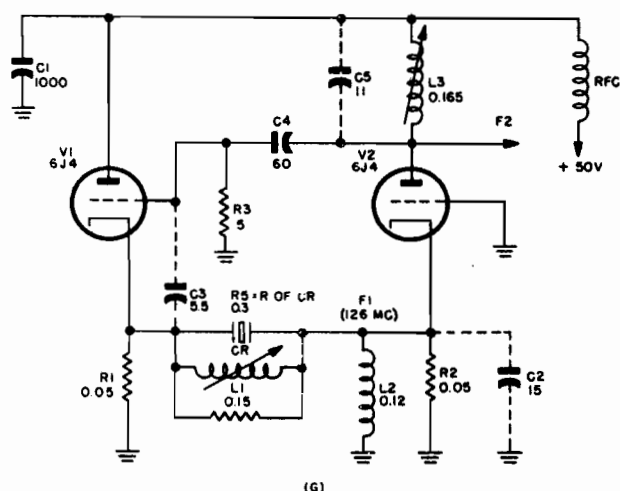 C1
1000
C5
11
L3
0.165
RFC
C4
60
F2
V1
6J4
V2
6J4
+ 50V
R3
5
C3
5.5
R5=R OF CR
0.3
CR
F1
(126 MC)
R1
0.05
L1
0.15
L2
0.12
R2
0.05
C2
15
(G)